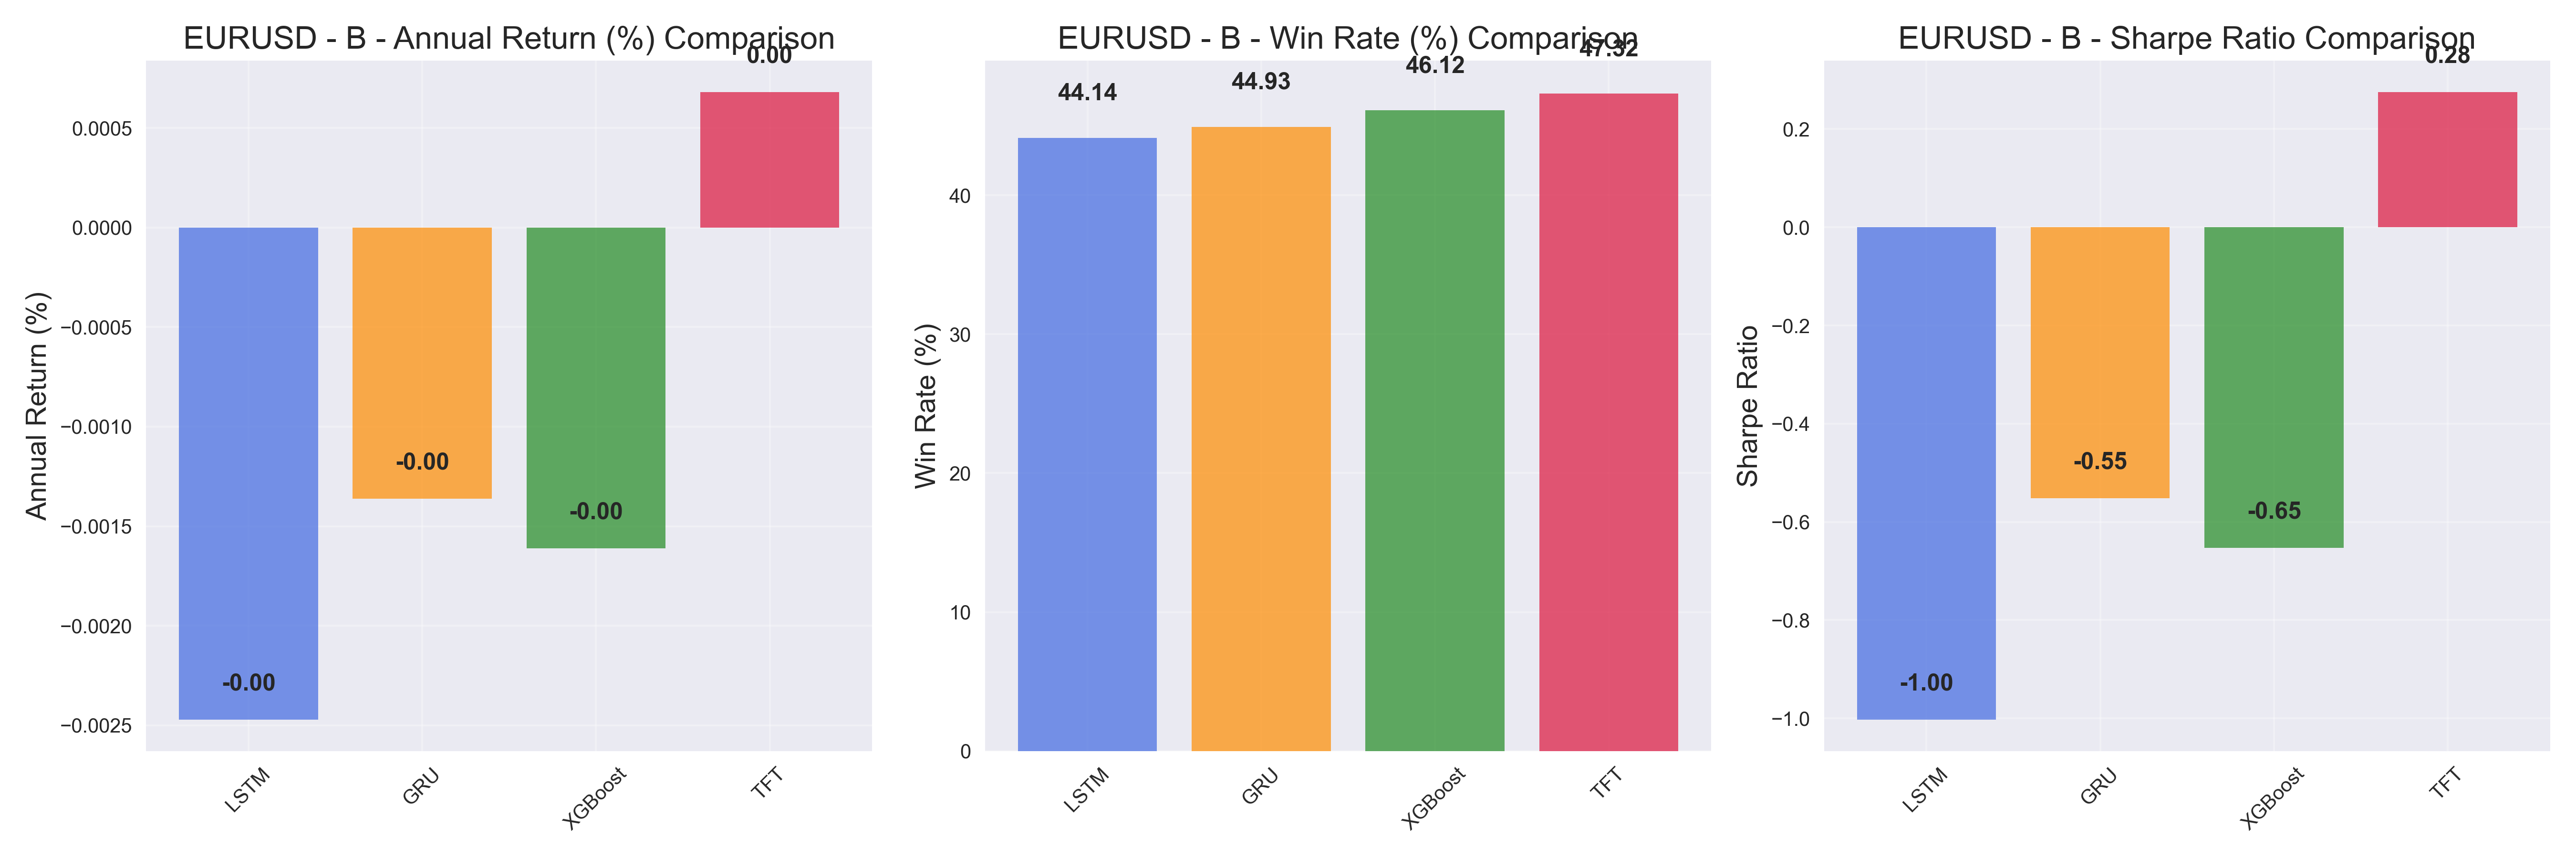 EURUSD - B - Annual Return (%) Comparison
0.00
0.0005
0.0000
−0.0005
−0.0010
−0.0015
−0.0020
−0.0025
Annual Return (%)
-0.00
-0.00
-0.00
LSTM
GRU
XGBoost
TFT
EURUSD - B - Win Rate (%) Comparison
44.14
44.93
46.12
47.32
40
30
20
10
0
Win Rate (%)
LSTM
GRU
XGBoost
TFT
EURUSD - B - Sharpe Ratio Comparison
0.28
0.2
0.0
−0.2
−0.4
−0.6
−0.8
−1.0
Sharpe Ratio
-1.00
-0.55
-0.65
LSTM
GRU
XGBoost
TFT